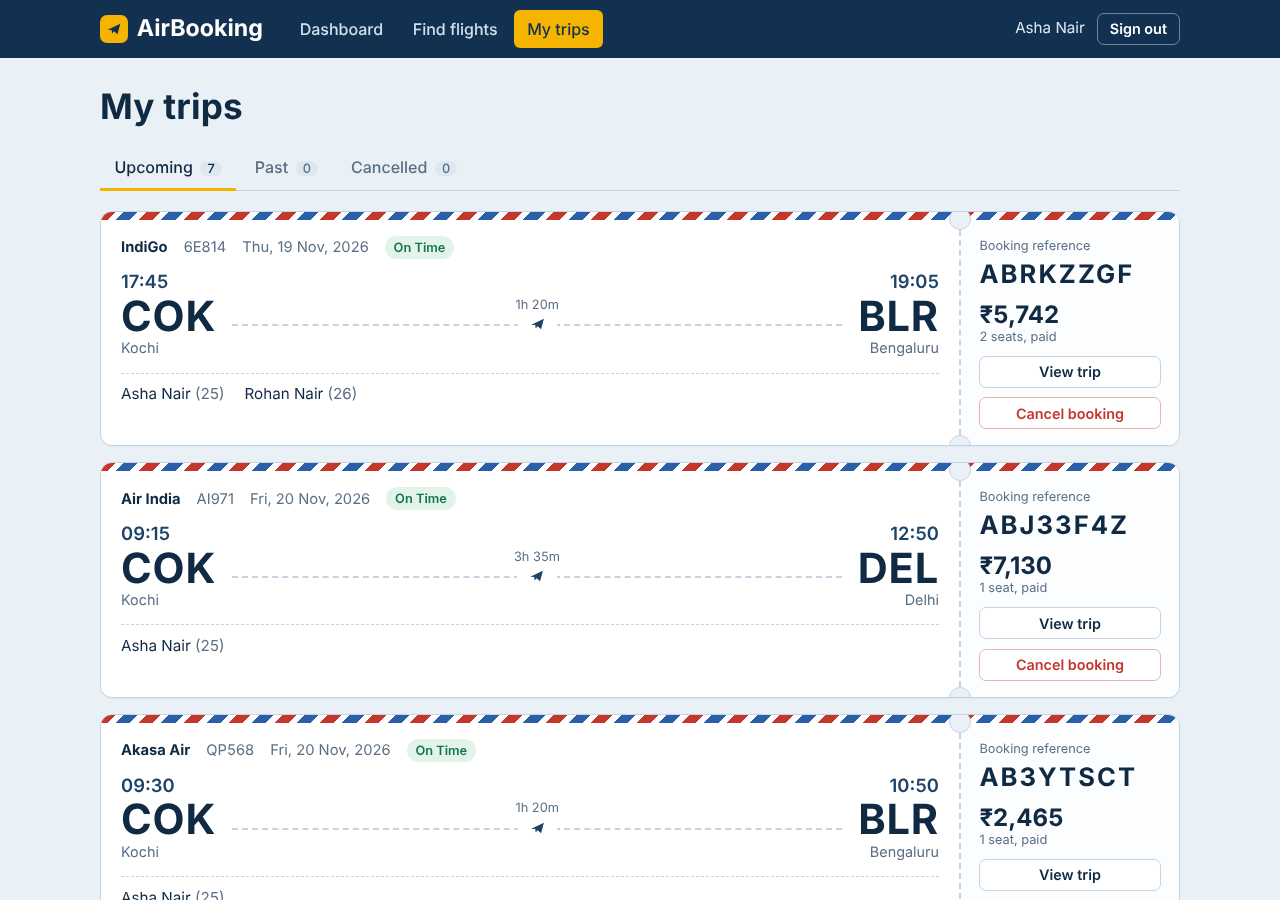 AirBooking
Dashboard
Find flights
My trips
Asha Nair
Sign out
My trips
Upcoming 7
Past 0
Cancelled 0
IndiGo 6E814 Thu, 19 Nov, 2026 On Time
17:45 19:05
COK 1h 20m BLR
Kochi Bengaluru
Asha Nair (25) Rohan Nair (26)
Booking reference
ABRKZZGF
₹5,742
2 seats, paid
View trip
Cancel booking
Air India AI971 Fri, 20 Nov, 2026 On Time
09:15 12:50
COK 3h 35m DEL
Kochi Delhi
Asha Nair (25)
Booking reference
ABJ33F4Z
₹7,130
1 seat, paid
View trip
Cancel booking
Akasa Air QP568 Fri, 20 Nov, 2026 On Time
09:30 10:50
COK 1h 20m BLR
Kochi Bengaluru
Asha Nair (25)
Booking reference
AB3YTSCT
₹2,465
1 seat, paid
View trip